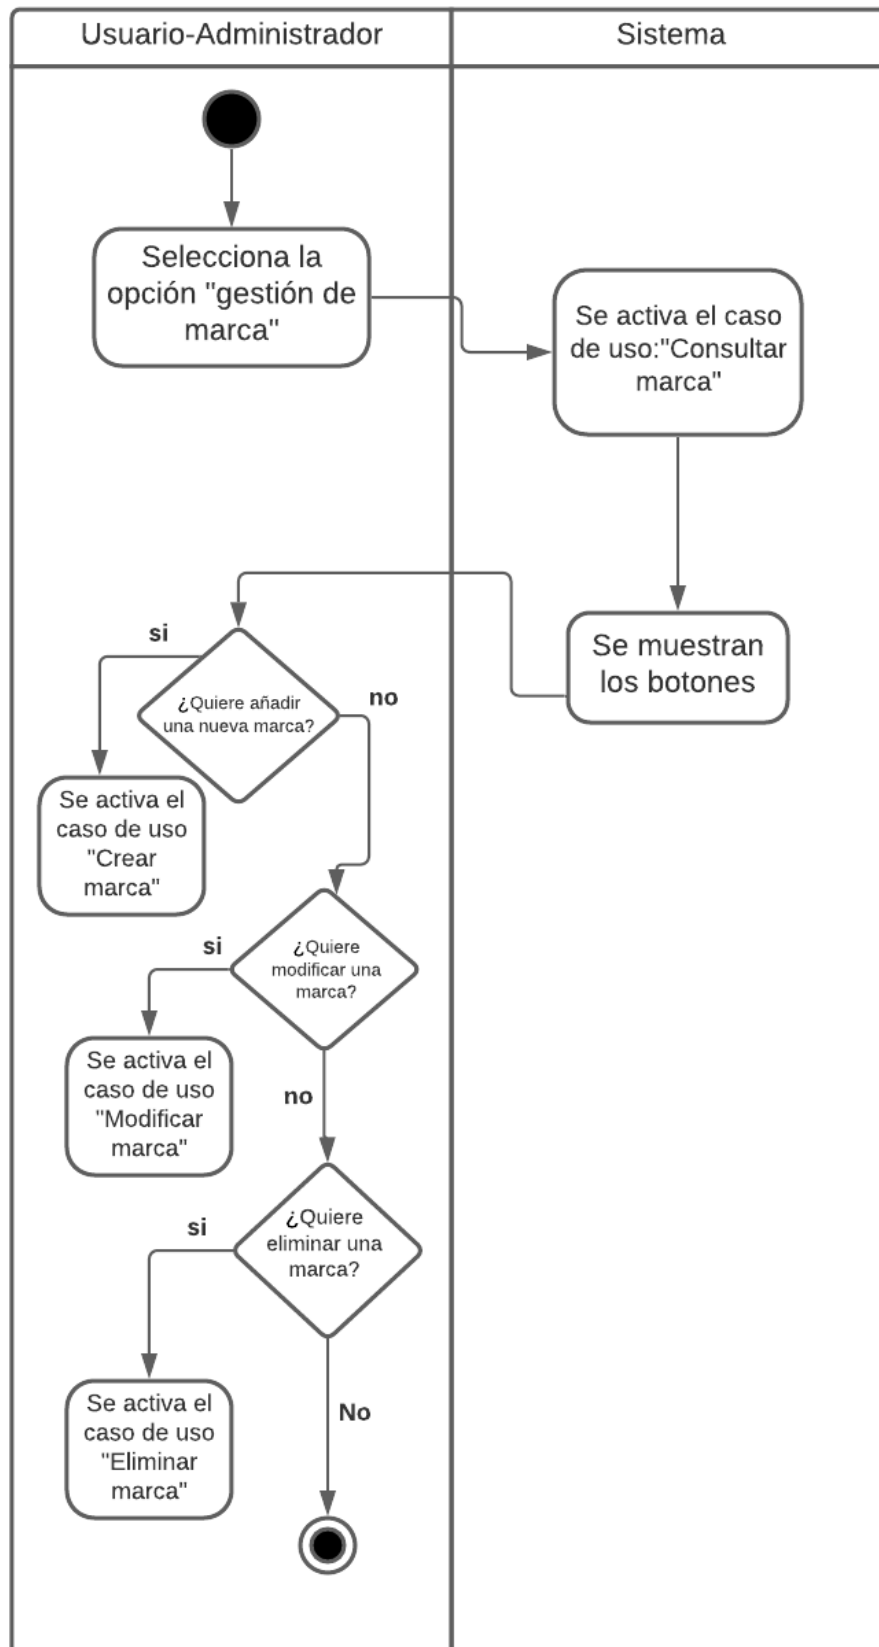 Usuario-Administrador
Sistema
Selecciona la
opción "gestión de
marca"
Se activa el caso
de uso:"Consultar
marca"
Se muestran
los botones
si
¿Quiere añadir
una nueva marca?
no
Se activa el
caso de uso
"Crear
marca"
si
¿Quiere
modificar una
marca?
Se activa el
caso de uso
"Modificar
marca"
no
si
¿Quiere
eliminar una
marca?
Se activa el
caso de uso
"Eliminar
marca"
No